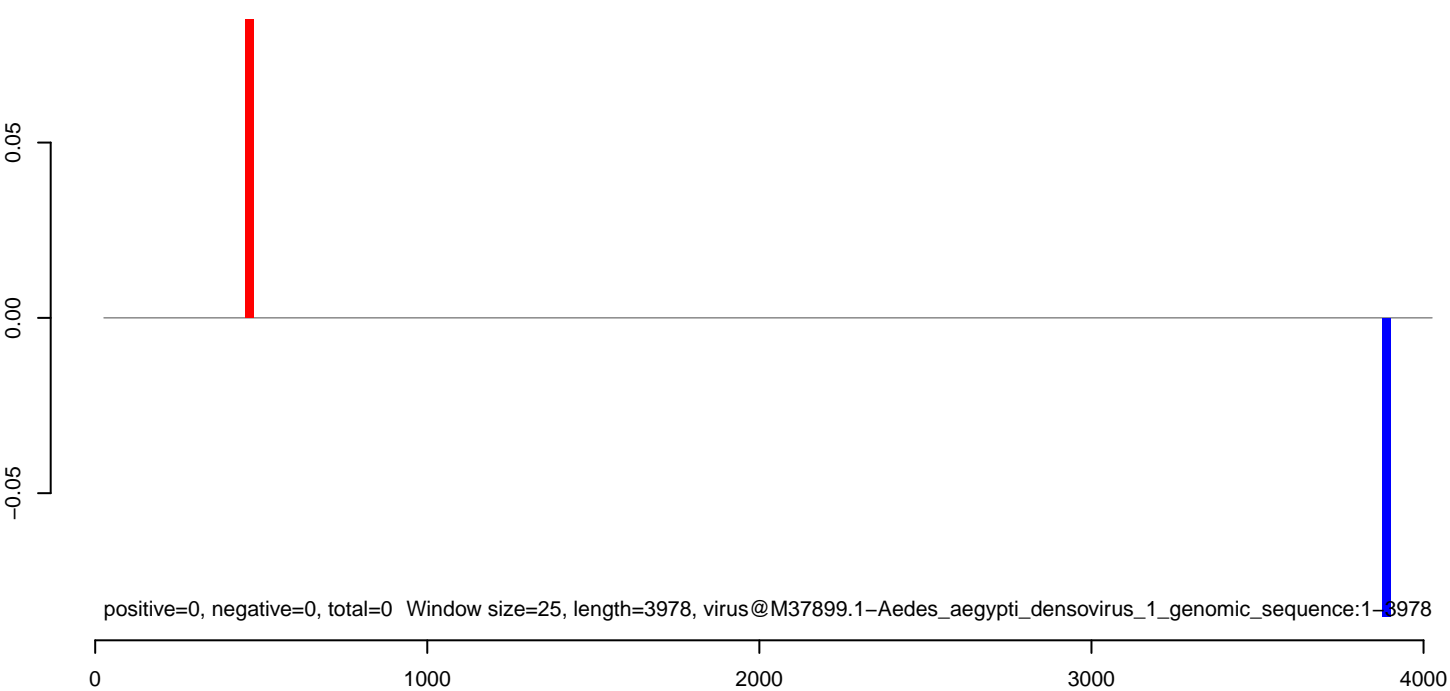 0.05
0.00
−0.05
positive=0, negative=0, total=0 Window size=25, length=3978, virus@M37899.1−Aedes_aegypti_densovirus_1_genomic_sequence:1−3978
0 1000 2000 3000 4000